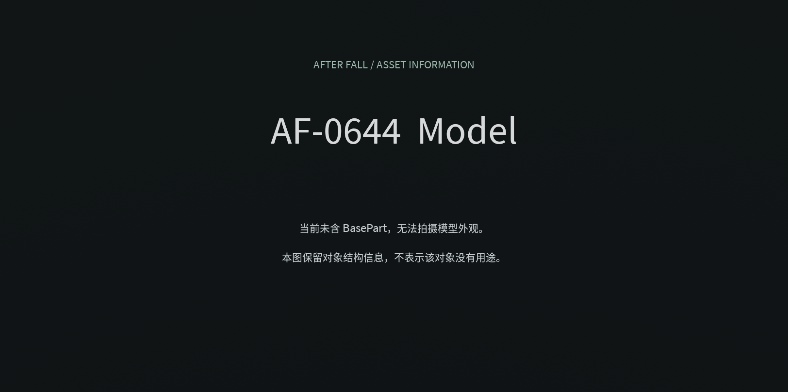 AFTER FALL / ASSET INFORMATION
AF-0644 Model
当前未含 BasePart，无法拍摄模型外观。
本图保留对象结构信息，不表示该对象没有用途。